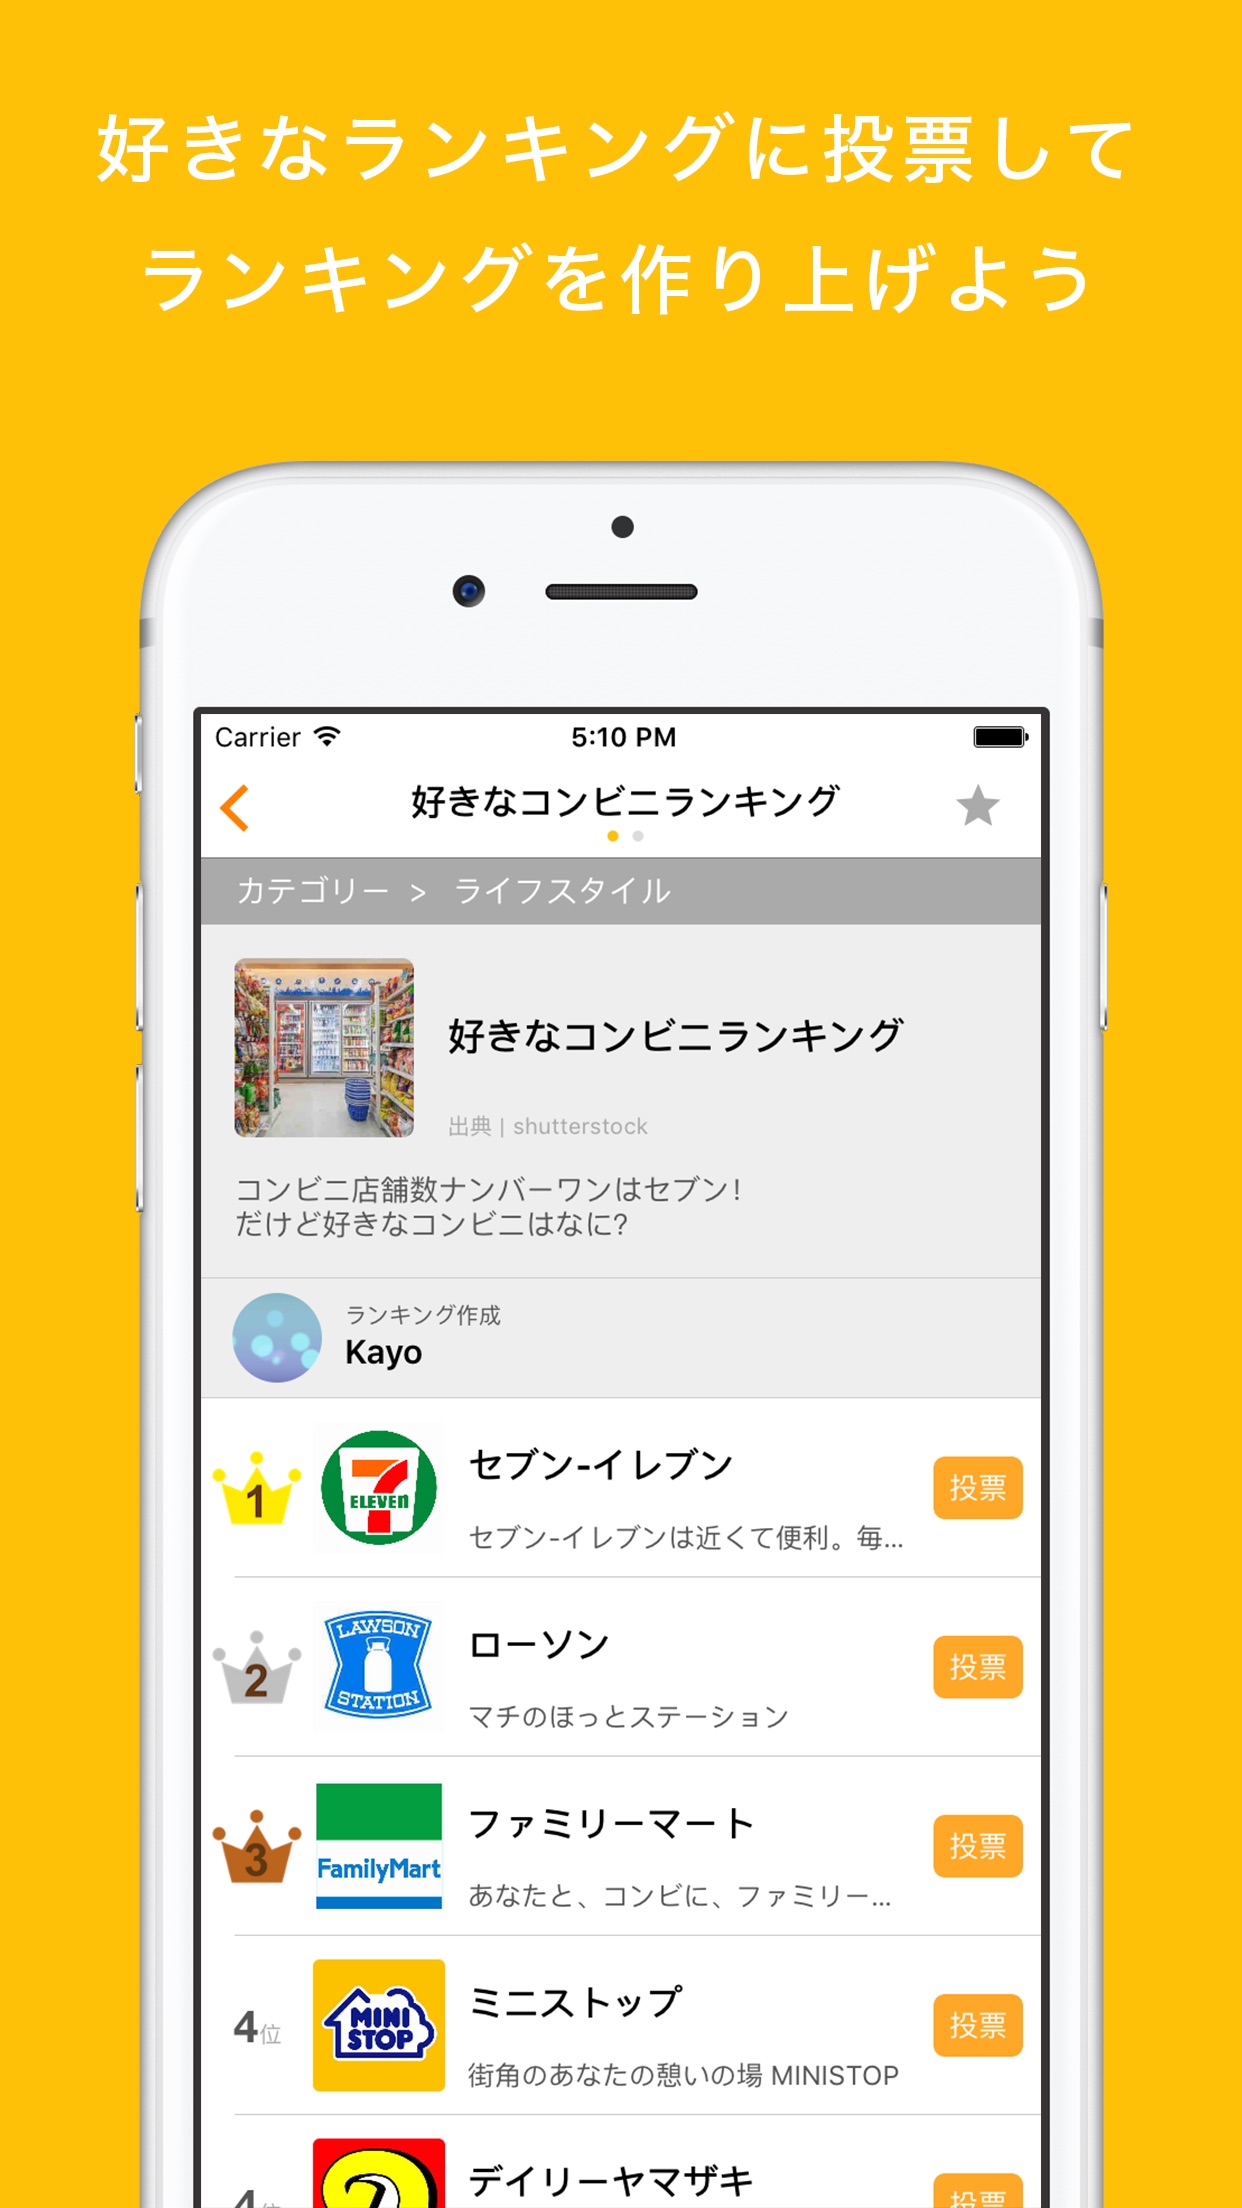 好きなランキングに投票して
ランキングを作り上げよう
Carrier 5:10 PM
好きなコンビニランキング
カテゴリー > ライフスタイル
好きなコンビニランキング
出典 | shutterstock
コンビニ店舗数ナンバーワンはセブン!
だけど好きなコンビニはなに?
ランキング作成
Kayo
1 7 ELEVEN セブン-イレブン 投票
セブン-イレブンは近くて便利。毎...
2 LAWSON STATION ローソン 投票
マチのほっとステーション
3 FamilyMart ファミリーマート 投票
あなたと、コンビに、ファミリー...
4位 MINI STOP ミニストップ 投票
街角のあなたの憩いの場 MINISTOP
4位 デイリーヤマザキ 投票